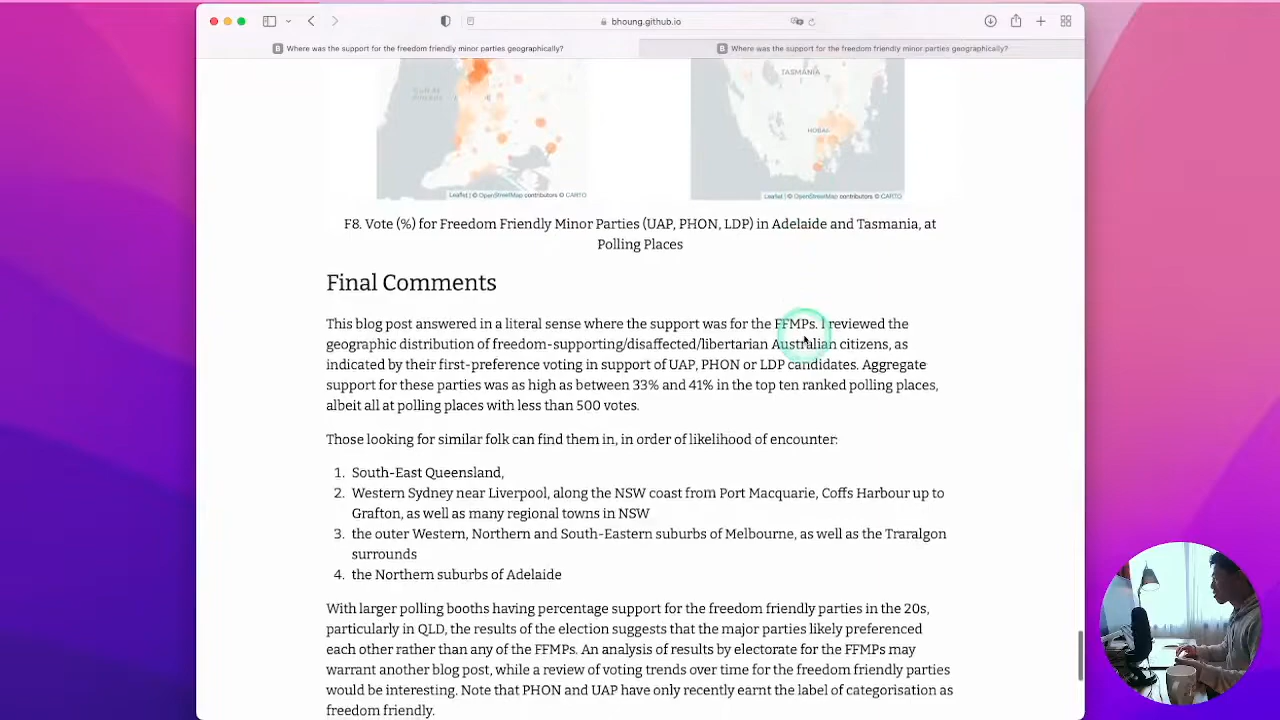 bhoung.github.io
Where was the support for the freedom friendly minor parties geographically?
Where was the support for the freedom friendly minor parties geographically?
TASMANIA
HOBAR
Leaflet | © OpenStreetMap contributors © CARTO
Leaflet | © OpenStreetMap contributors © CARTO
F8. Vote (%) for Freedom Friendly Minor Parties (UAP, PHON, LDP) in Adelaide and Tasmania, at
Polling Places
Final Comments
This blog post answered in a literal sense where the support was for the FFMPs. I reviewed the
geographic distribution of freedom-supporting/disaffected/libertarian Australian citizens, as
indicated by their first-preference voting in support of UAP, PHON or LDP candidates. Aggregate
support for these parties was as high as between 33% and 41% in the top ten ranked polling places,
albeit all at polling places with less than 500 votes.
Those looking for similar folk can find them in, in order of likelihood of encounter:
1. South-East Queensland,
2. Western Sydney near Liverpool, along the NSW coast from Port Macquarie, Coffs Harbour up to
Grafton, as well as many regional towns in NSW
3. the outer Western, Northern and South-Eastern suburbs of Melbourne, as well as the Traralgon
surrounds
4. the Northern suburbs of Adelaide
With larger polling booths having percentage support for the freedom friendly parties in the 20s,
particularly in QLD, the results of the election suggests that the major parties likely preferenced
each other rather than any of the FFMPs. An analysis of results by electorate for the FFMPs may
warrant another blog post, while a review of voting trends over time for the freedom friendly parties
would be interesting. Note that PHON and UAP have only recently earnt the label of categorisation as
freedom friendly.